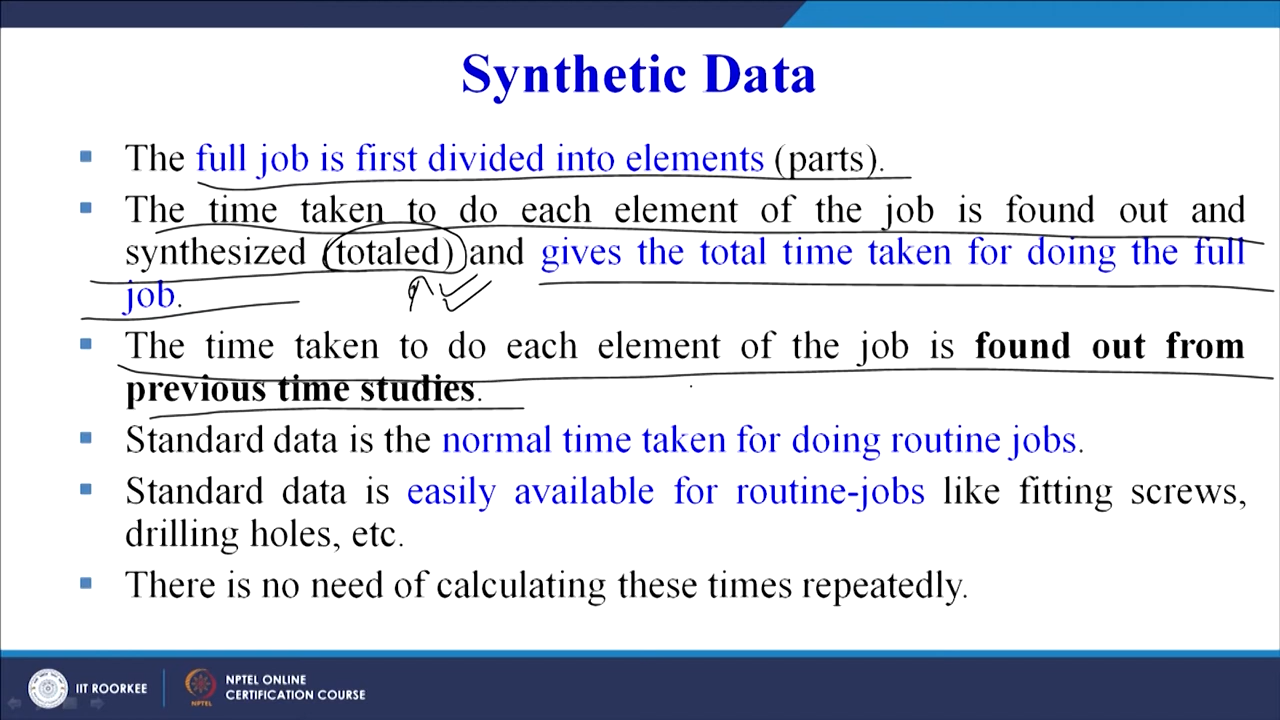 Synthetic Data
The full job is first divided into elements (parts).
The time taken to do each element of the job is found out and
synthesized (totaled) and gives the total time taken for doing the full
job.
The time taken to do each element of the job is found out from
previous time studies.
Standard data is the normal time taken for doing routine jobs.
Standard data is easily available for routine-jobs like fitting screws,
drilling holes, etc.
There is no need of calculating these times repeatedly.
IIT ROORKEE
NPTEL
NPTEL ONLINE
CERTIFICATION COURSE